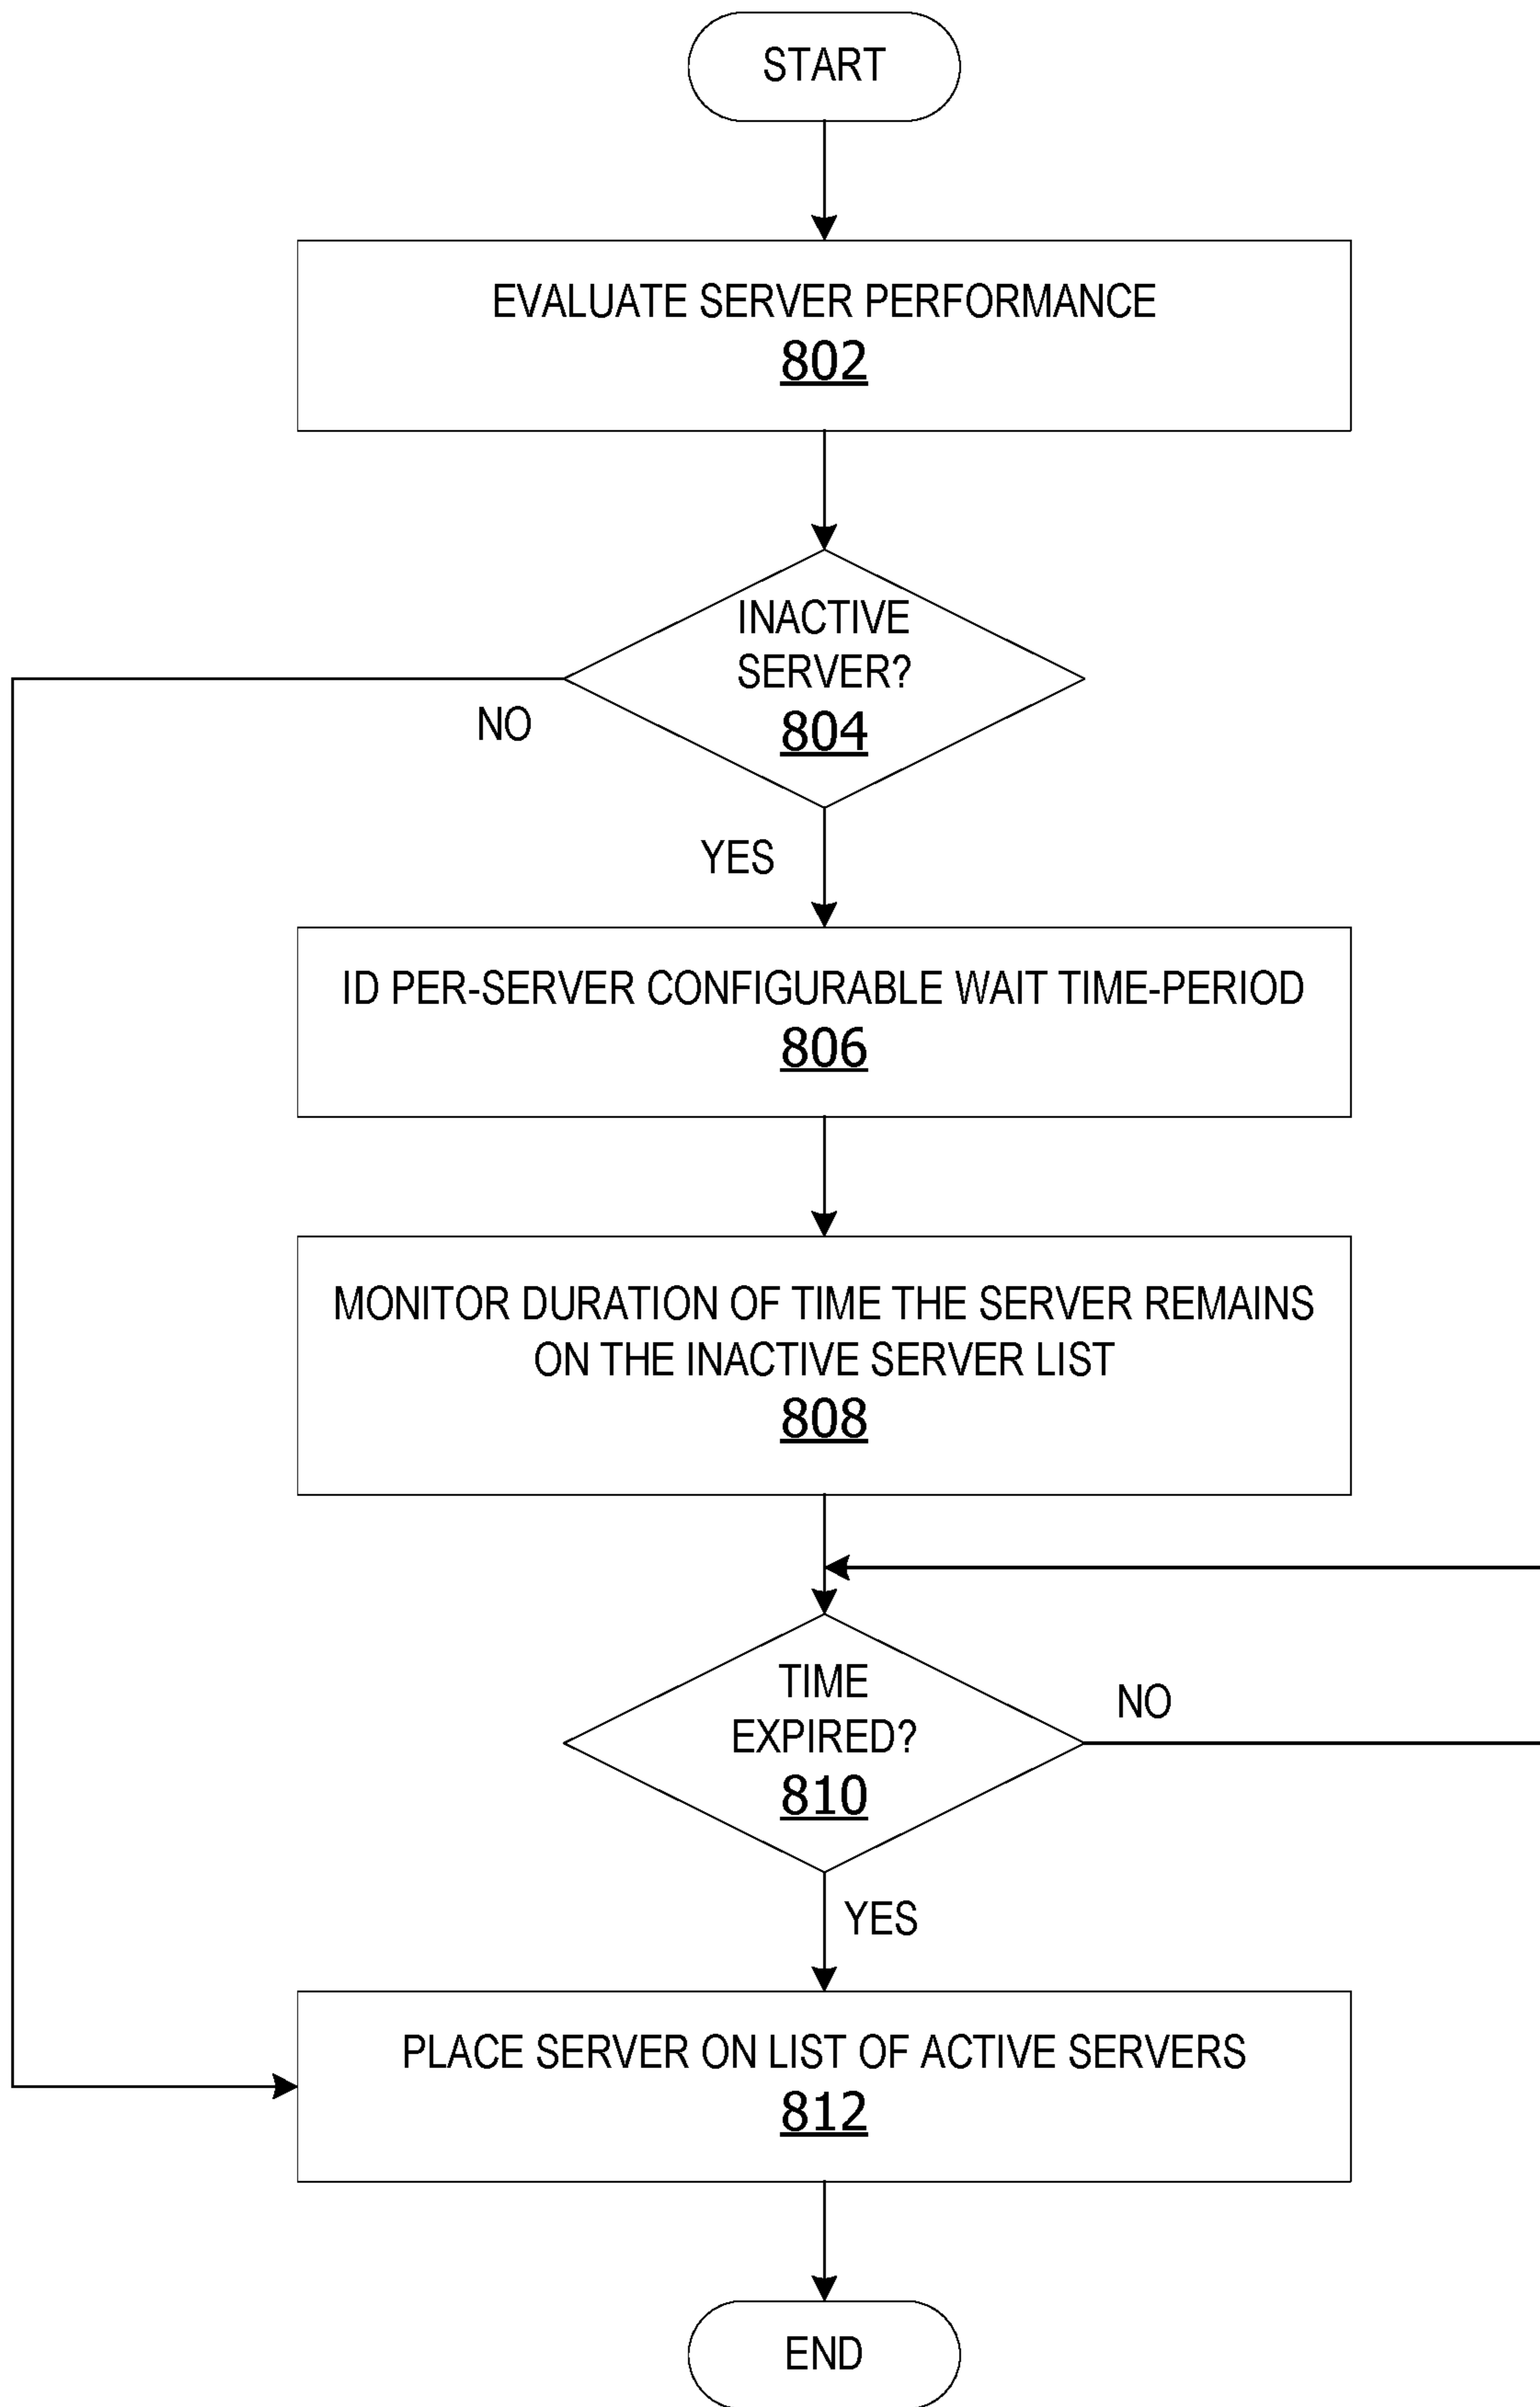 START
EVALUATE SERVER PERFORMANCE
802
INACTIVE
SERVER?
804
NO
YES
ID PER-SERVER CONFIGURABLE WAIT TIME-PERIOD
806
MONITOR DURATION OF TIME THE SERVER REMAINS
ON THE INACTIVE SERVER LIST
808
TIME
EXPIRED?
810
NO
YES
PLACE SERVER ON LIST OF ACTIVE SERVERS
812
END